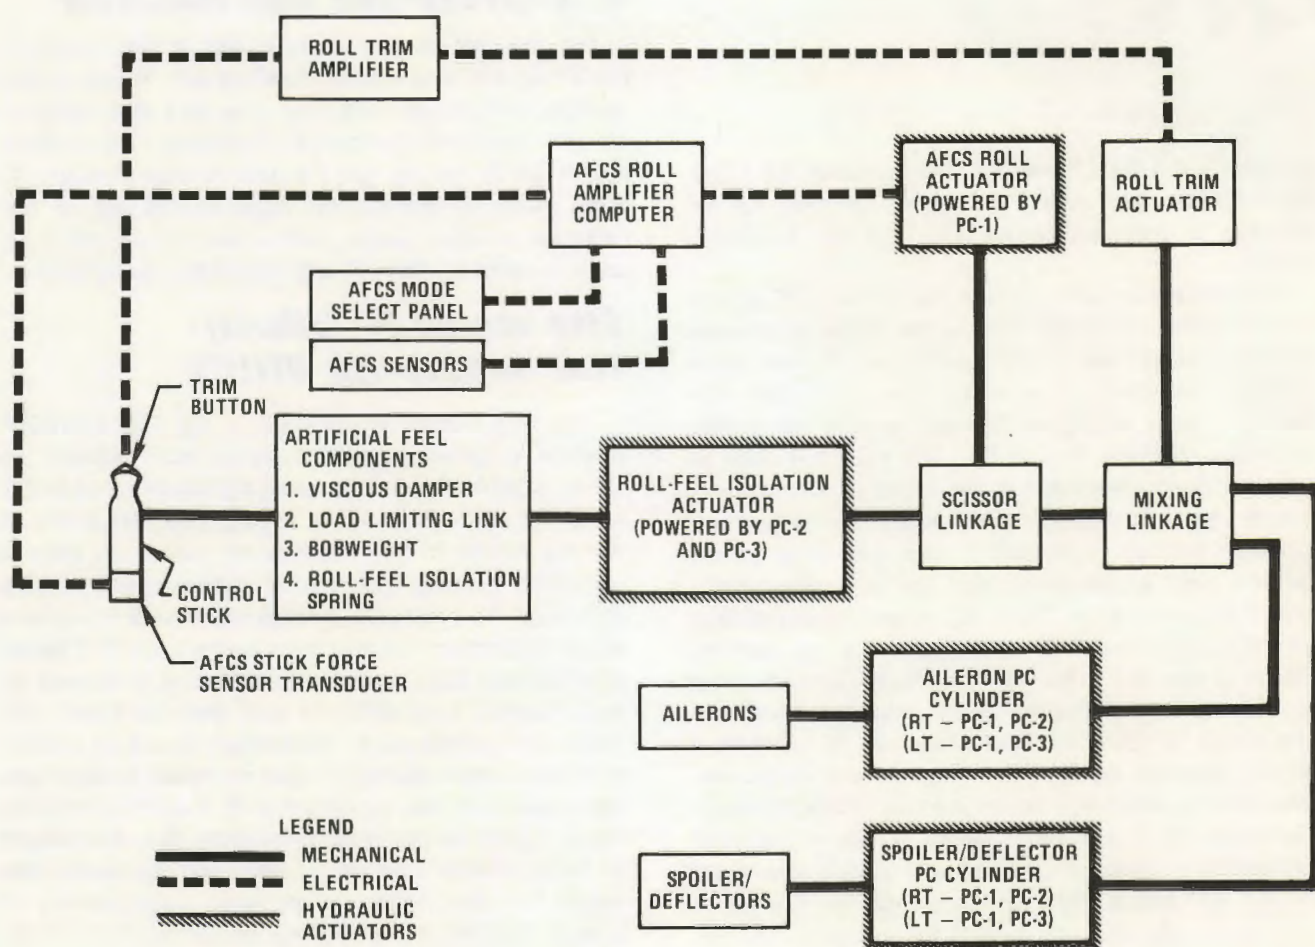 ROLL TRIM
AMPLIFIER
AFCS ROLL
AMPLIFIER
COMPUTER
AFCS ROLL
ACTUATOR
(POWERED BY
PC-1)
ROLL TRIM
ACTUATOR
AFCS MODE
SELECT PANEL
AFCS SENSORS
TRIM
BUTTON
ARTIFICIAL FEEL
COMPONENTS
1. VISCOUS DAMPER
2. LOAD LIMITING LINK
3. BOBWEIGHT
4. ROLL-FEEL ISOLATION
SPRING
ROLL-FEEL ISOLATION
ACTUATOR
(POWERED BY PC-2
AND PC-3)
SCISSOR
LINKAGE
MIXING
LINKAGE
CONTROL
STICK
AFCS STICK FORCE
SENSOR TRANSDUCER
AILERONS
AILERON PC
CYLINDER
(RT – PC-1, PC-2)
(LT – PC-1, PC-3)
SPOILER/
DEFLECTORS
SPOILER/DEFLECTOR
PC CYLINDER
(RT – PC-1, PC-2)
(LT – PC-1, PC-3)
LEGEND
MECHANICAL
ELECTRICAL
HYDRAULIC
ACTUATORS